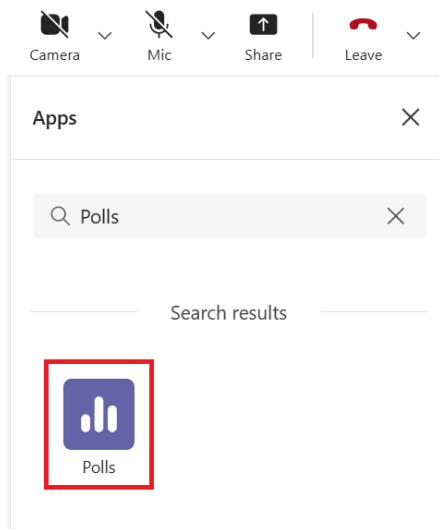 Camera Mic Share Leave
Apps
Polls
Search results
Polls